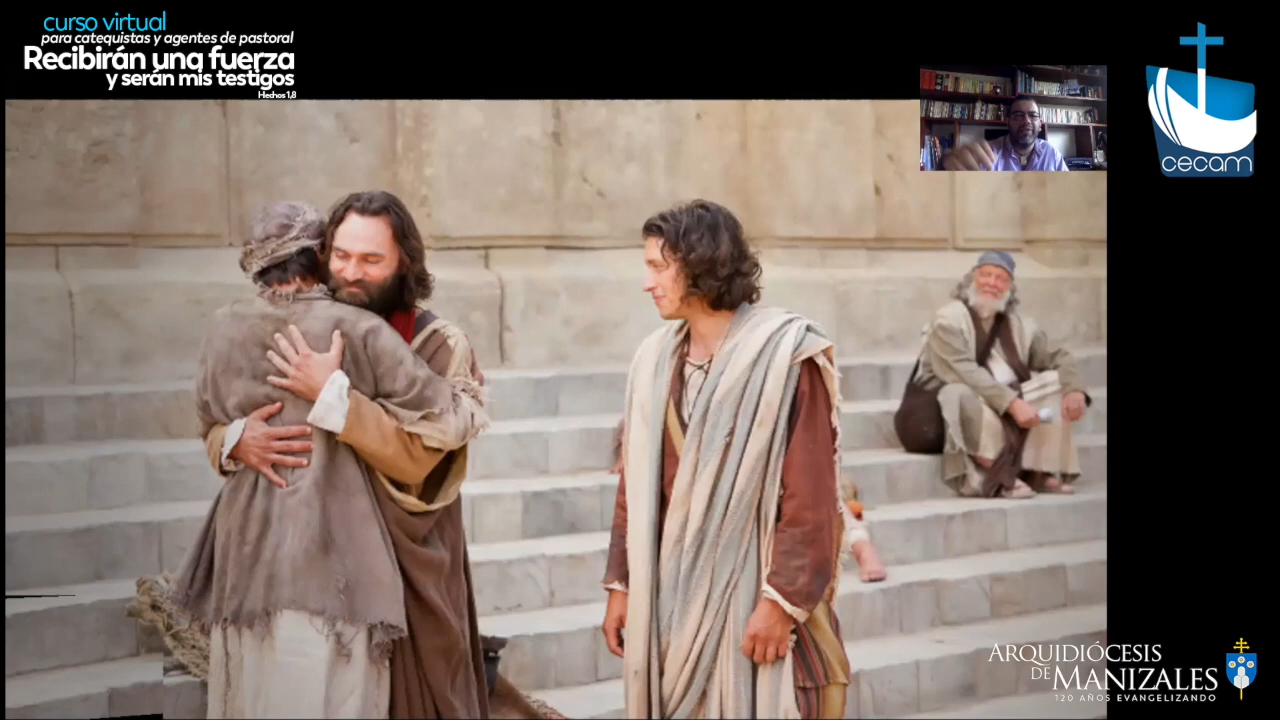 curso virtual
para catequistas y agentes de pastoral
Recibirán una fuerza
y serán mis testigos
Hechos 1,8
cecam
ARQUIDIÓCESIS
DE MANIZALES
120 AÑOS EVANGELIZANDO